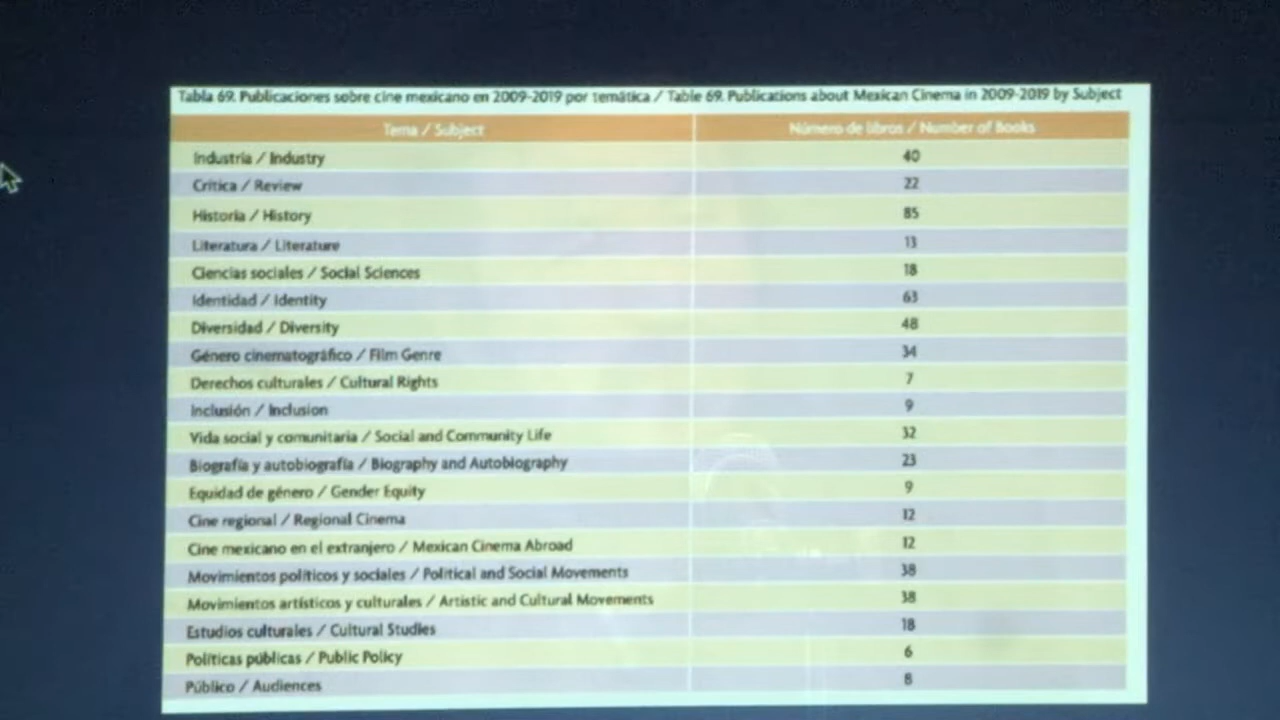 Tabla 69. Publicaciones sobre cine mexicano en 2009-2019 por temática / Table 69. Publications about Mexican Cinema in 2009-2019 by Subject
Tema / Subject Número de libros / Number of Books
Industria / Industry 40
Crítica / Review 22
Historia / History 85
Literatura / Literature 13
Ciencias sociales / Social Sciences 18
Identidad / Identity 63
Diversidad / Diversity 48
Género cinematográfico / Film Genre 34
Derechos culturales / Cultural Rights 7
Inclusión / Inclusion 9
Vida social y comunitaria / Social and Community Life 32
Biografía y autobiografía / Biography and Autobiography 23
Equidad de género / Gender Equity 9
Cine regional / Regional Cinema 12
Cine mexicano en el extranjero / Mexican Cinema Abroad 12
Movimientos políticos y sociales / Political and Social Movements 38
Movimientos artísticos y culturales / Artistic and Cultural Movements 38
Estudios culturales / Cultural Studies 18
Políticas públicas / Public Policy 6
Público / Audiences 8